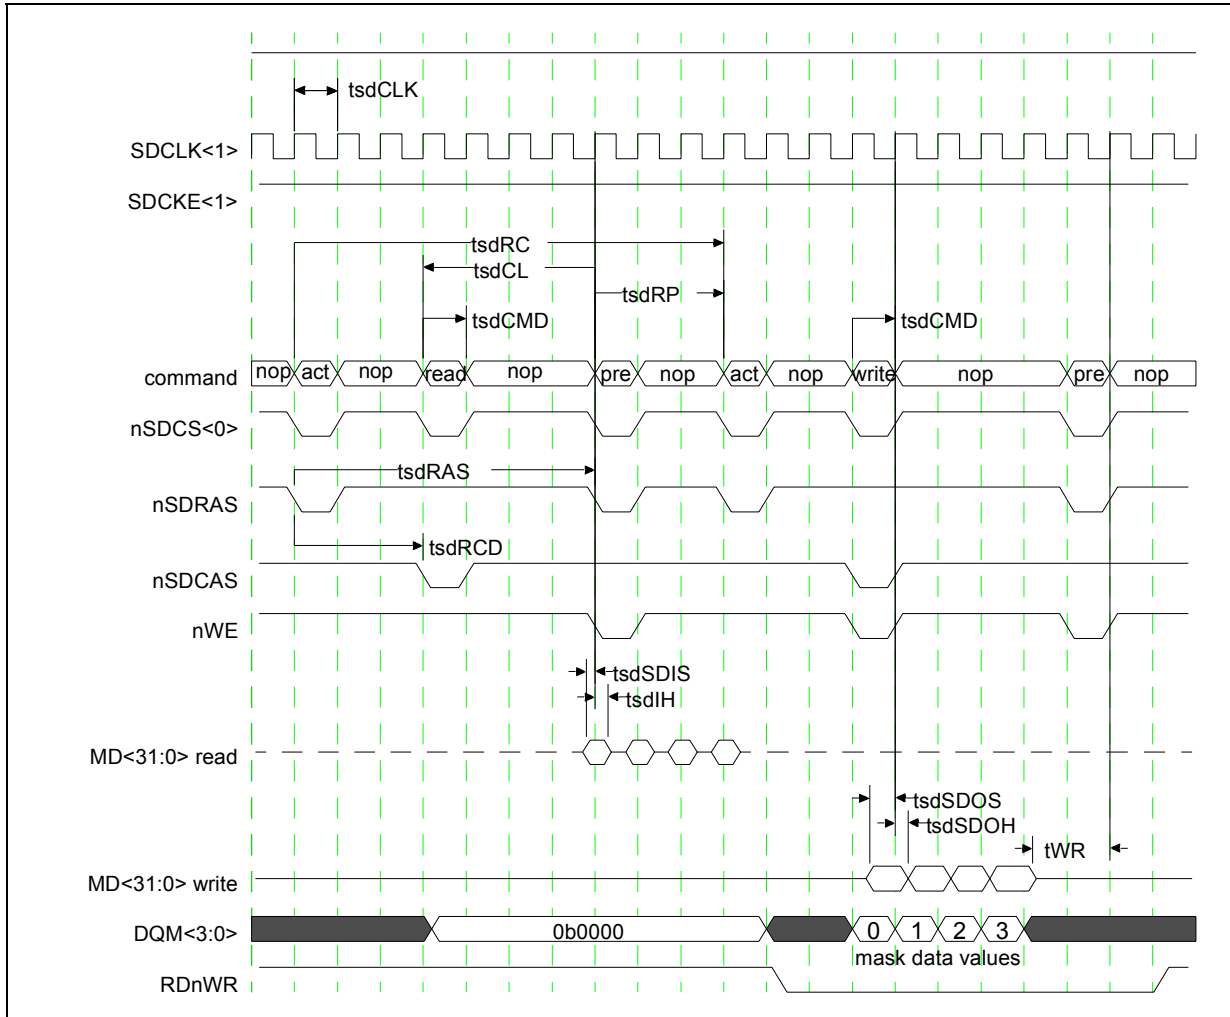 tsdCLK
SDCLK<1>
SDCKE<1>
tsdRC
tsdCL
tsdRP
tsdCMD tsdCMD
command nop act nop read nop pre nop act nop write nop pre nop
nSDCS<0>
tsdRAS
nSDRAS
tsdRCD
nSDCAS
nWE
tsdSDIS
tsdIH
MD<31:0> read
tsdSDOS
tsdSDOH
tWR
MD<31:0> write
DQM<3:0> 0b0000 0 1 2 3
mask data values
RDnWR